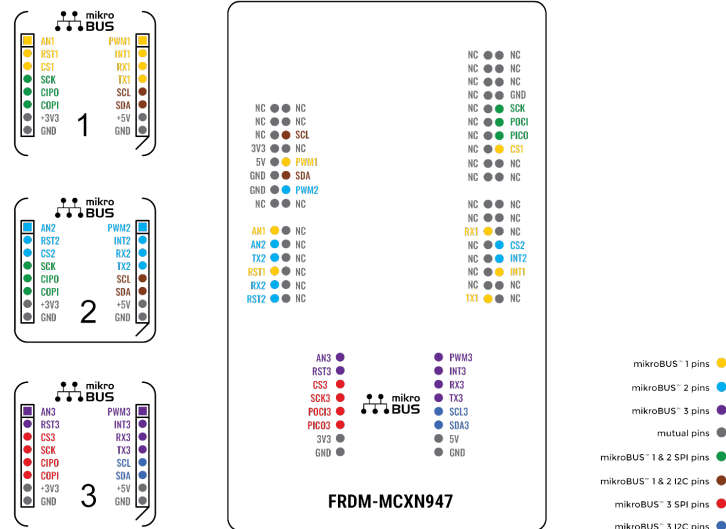 mikro
BUS
AN1 PWM1
RST1 INT1
CS1 RX1
SCK TX1
CIPO SCL
COPI SDA
+3V3 +5V
GND GND
1
mikro
BUS
AN2 PWM2
RST2 INT2
CS2 RX2
SCK TX2
CIPO SCL
COPI SDA
+3V3 +5V
GND GND
2
mikro
BUS
AN3 PWM3
RST3 INT3
CS3 RX3
SCK TX3
CIPO SCL
COPI SDA
+3V3 +5V
GND GND
3
NC NC
NC NC
NC SCL
3V3 NC
5V PWM1
GND SDA
GND PWM2
NC NC
AN1 NC
AN2 NC
TX2 NC
RST1 NC
RX2 NC
RST2 NC
NC NC
NC NC
NC NC
NC GND
NC SCK
NC POCI
NC PICO
NC CS1
NC NC
NC NC
NC NC
NC NC
RX1 NC
NC CS2
NC INT2
NC INT1
NC NC
TX1 NC
AN3 PWM3
RST3 INT3
CS3 RX3
SCK3 TX3
POCI3 SCL3
PICO3 SDA3
3V3 5V
GND GND
mikro
BUS
FRDM-MCXN947
mikroBUS™ 1 pins
mikroBUS™ 2 pins
mikroBUS™ 3 pins
mutual pins
mikroBUS™ 1 & 2 SPI pins
mikroBUS™ 1 & 2 I2C pins
mikroBUS™ 3 SPI pins
mikroBUS™ 3 I2C pins